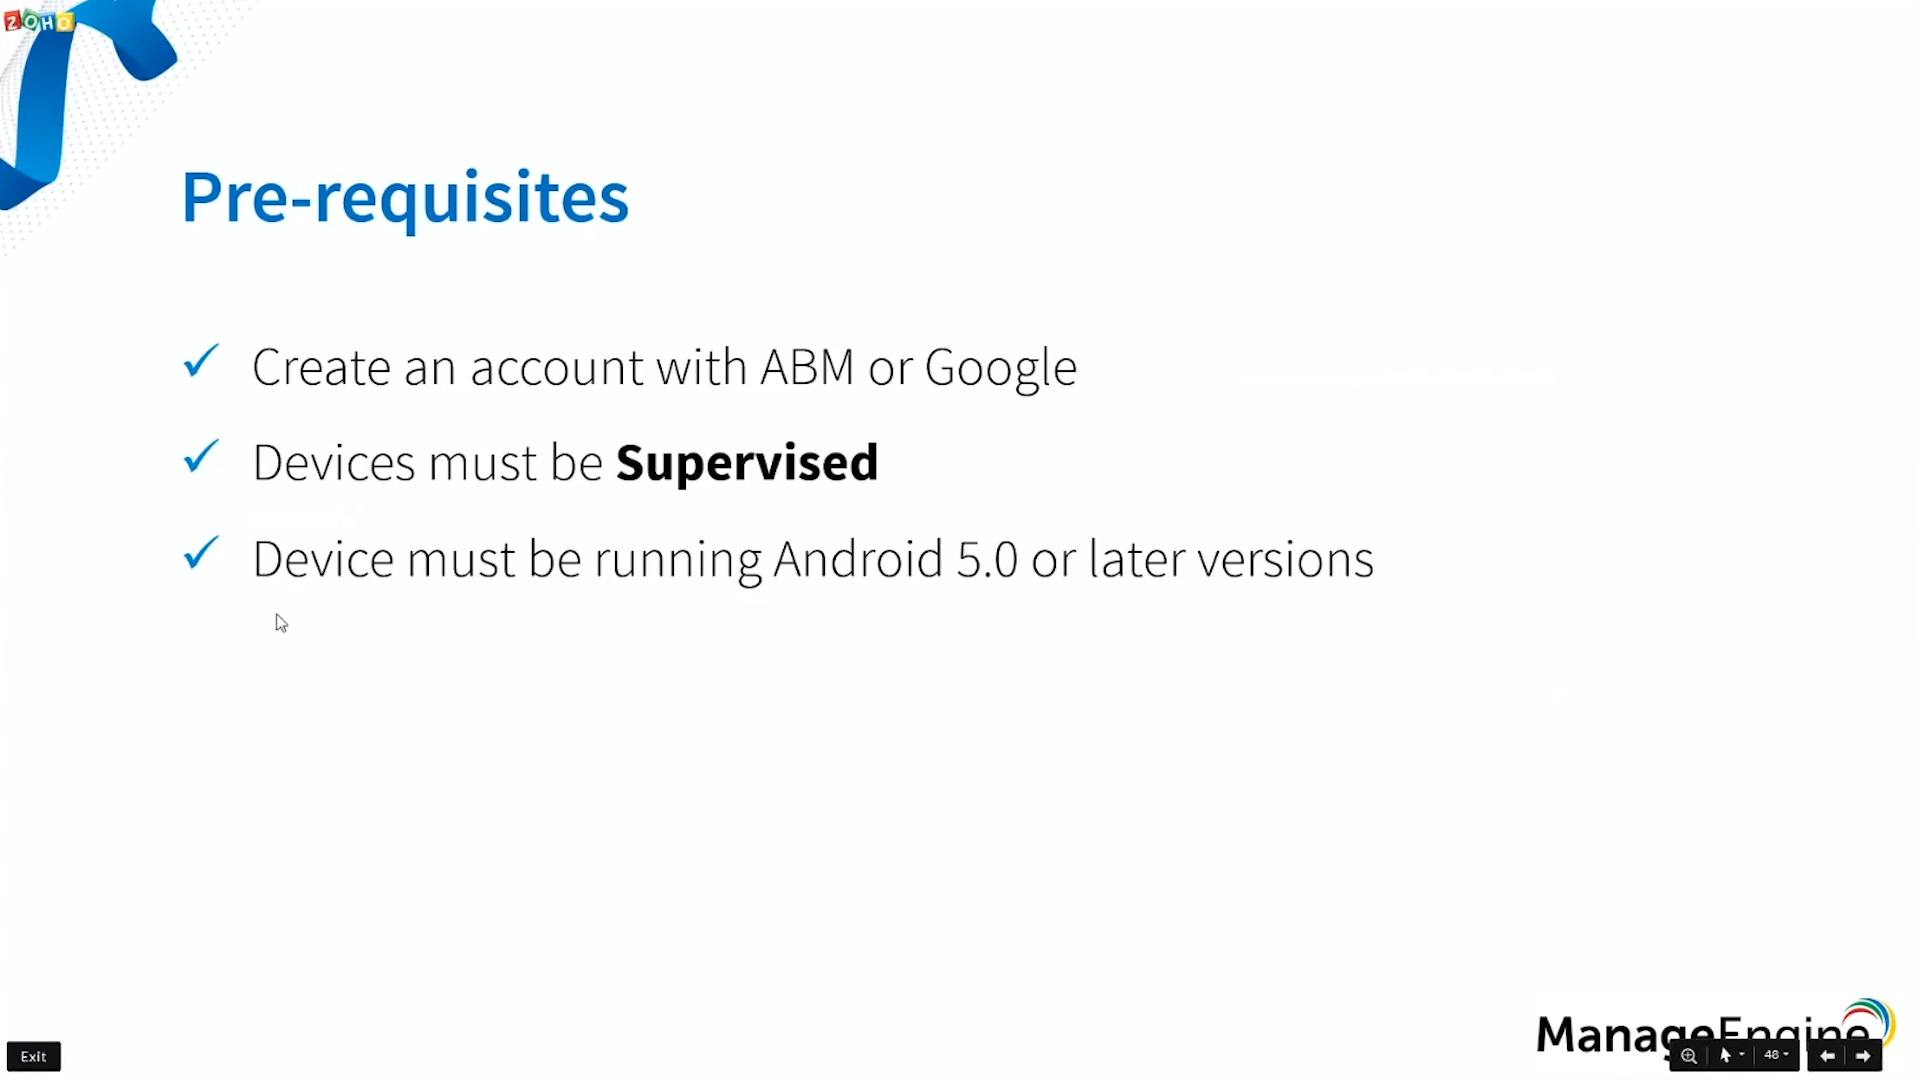 ZOHO
Pre-requisites
✓ Create an account with ABM or Google
✓ Devices must be Supervised
✓ Device must be running Android 5.0 or later versions
ManageEngine
Exit
48